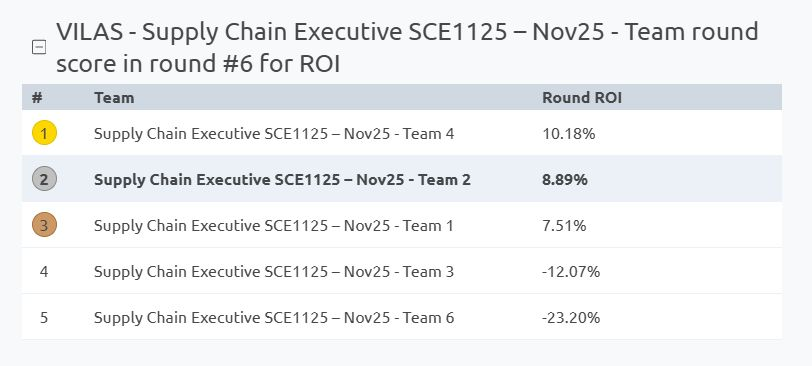 VILAS - Supply Chain Executive SCE1125 – Nov25 - Team round
score in round #6 for ROI
# Team Round ROI
1 Supply Chain Executive SCE1125 – Nov25 - Team 4 10.18%
2 Supply Chain Executive SCE1125 – Nov25 - Team 2 8.89%
3 Supply Chain Executive SCE1125 – Nov25 - Team 1 7.51%
4 Supply Chain Executive SCE1125 – Nov25 - Team 3 -12.07%
5 Supply Chain Executive SCE1125 – Nov25 - Team 6 -23.20%